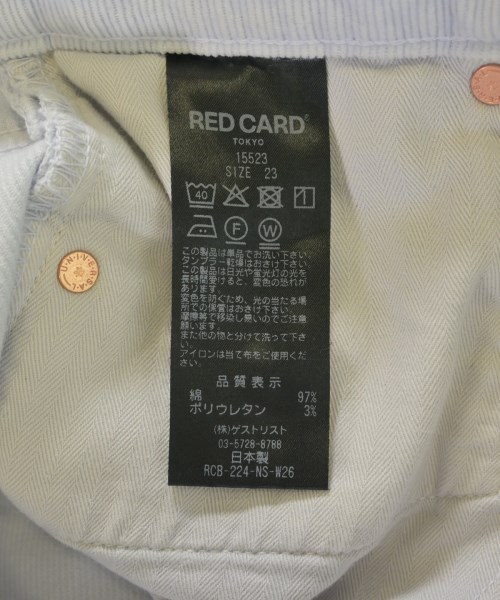 RED CARD®
TOKYO
15523
SIZE 23
40
F W
この製品は単品でお洗い下さい。
タンブラー乾燥はおさけ下さい。
この製品は日光や蛍光灯の光を
長時間受けると、変色の恐れが
あります。
変色を防ぐため、光の当たる場
所での保管はおさけ下さい。
摩擦等で移染し易いのでご注意
願います。
また他の物と分けて洗って下さ
い。
アイロンは当て布をご使用くだ
さい。
品質表示
綿 97%
ポリウレタン 3%
(株)ゲストリスト
03-5728-8788
日本製
RCB-224-NS-W26
UNIVERSAL